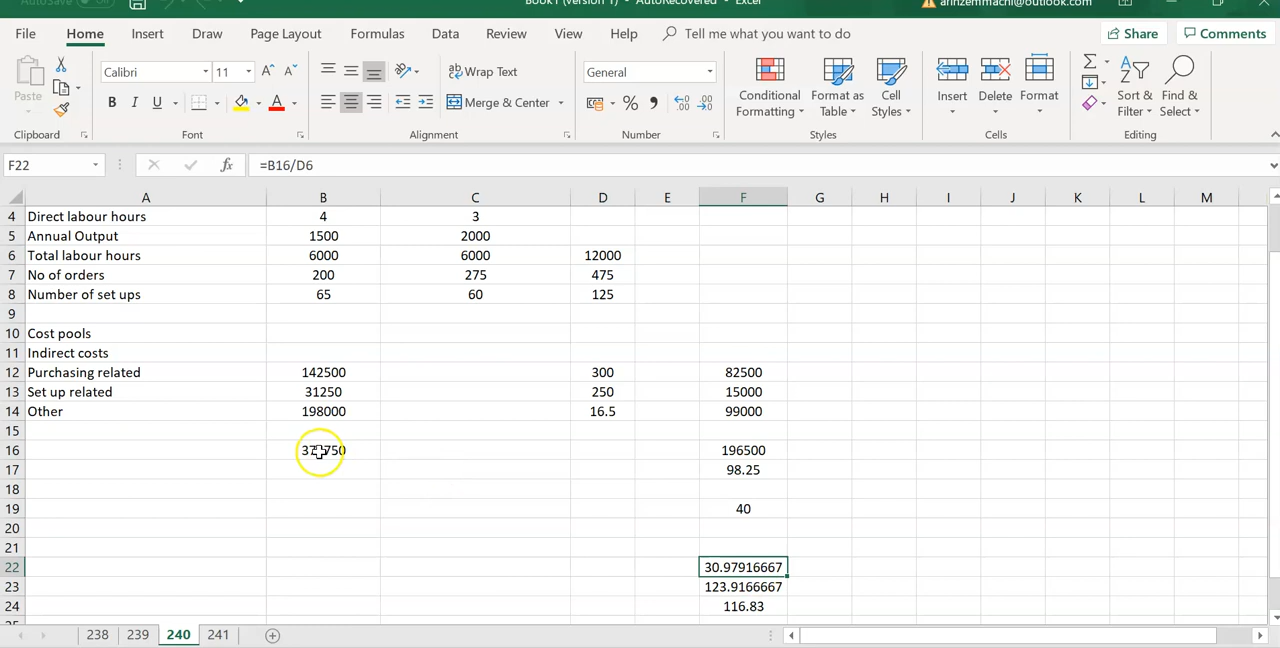 AutoSave Off Book1 (version 1) - AutoRecovered - Excel arinzemmachi@outlook.com
File Home Insert Draw Page Layout Formulas Data Review View Help Tell me what you want to do Share Comments
Calibri 11 A^ Aˇ Wrap Text General
Paste B I U A Merge & Center % , Conditional Formatting Format as Table Cell Styles Insert Delete Format Sort & Filter Find & Select
Clipboard Font Alignment Number Styles Cells Editing
F22 fx =B16/D6
A B C D E F G H I J K L M
4 Direct labour hours 4 3
5 Annual Output 1500 2000
6 Total labour hours 6000 6000 12000
7 No of orders 200 275 475
8 Number of set ups 65 60 125
9
10 Cost pools
11 Indirect costs
12 Purchasing related 142500 300 82500
13 Set up related 31250 250 15000
14 Other 198000 16.5 99000
15
16 196500
17 98.25
18
19 40
20
21
22 30.97916667
23 123.9166667
24 116.83
238 239 240 241